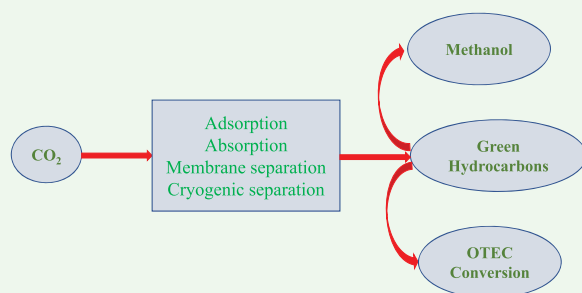 CO₂
Adsorption
Absorption
Membrane separation
Cryogenic separation
Methanol
Green
Hydrocarbons
OTEC
Conversion